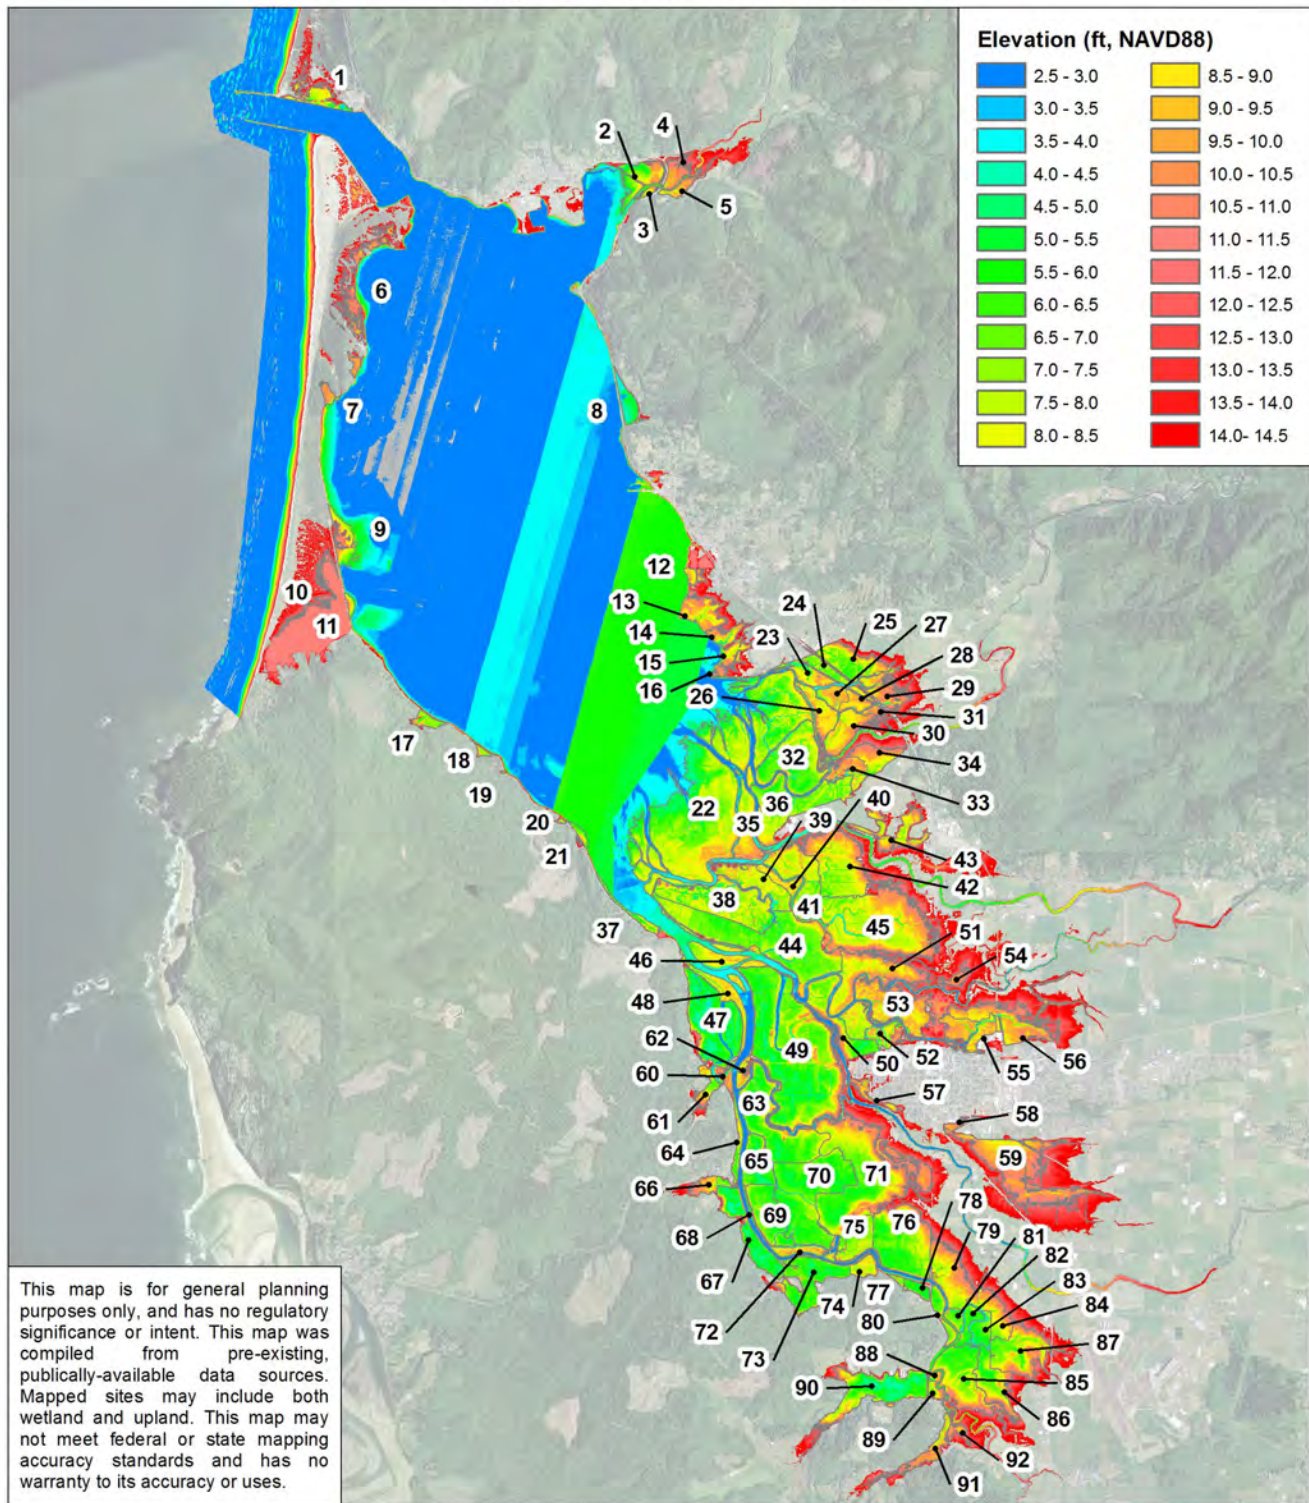 Elevation (ft, NAVD88)
2.5 - 3.0
3.0 - 3.5
3.5 - 4.0
4.0 - 4.5
4.5 - 5.0
5.0 - 5.5
5.5 - 6.0
6.0 - 6.5
6.5 - 7.0
7.0 - 7.5
7.5 - 8.0
8.0 - 8.5
8.5 - 9.0
9.0 - 9.5
9.5 - 10.0
10.0 - 10.5
10.5 - 11.0
11.0 - 11.5
11.5 - 12.0
12.0 - 12.5
12.5 - 13.0
13.0 - 13.5
13.5 - 14.0
14.0- 14.5
1
2
4
3
5
6
7
8
9
10
11
12
13
14
15
16
24
25
23
27
28
26
29
31
30
32
34
33
17
18
19
20
21
22
36
35
39
40
43
42
38
41
45
37
44
51
54
46
48
47
53
62
49
50
52
55
56
60
61
63
57
58
59
64
65
70
71
66
78
69
75
76
68
79
81
82
67
83
84
74
77
72
80
87
73
88
85
90
86
89
92
91
This map is for general planning
purposes only, and has no regulatory
significance or intent. This map was
compiled from pre-existing,
publically-available data sources.
Mapped sites may include both
wetland and upland. This map may
not meet federal or state mapping
accuracy standards and has no
warranty to its accuracy or uses.